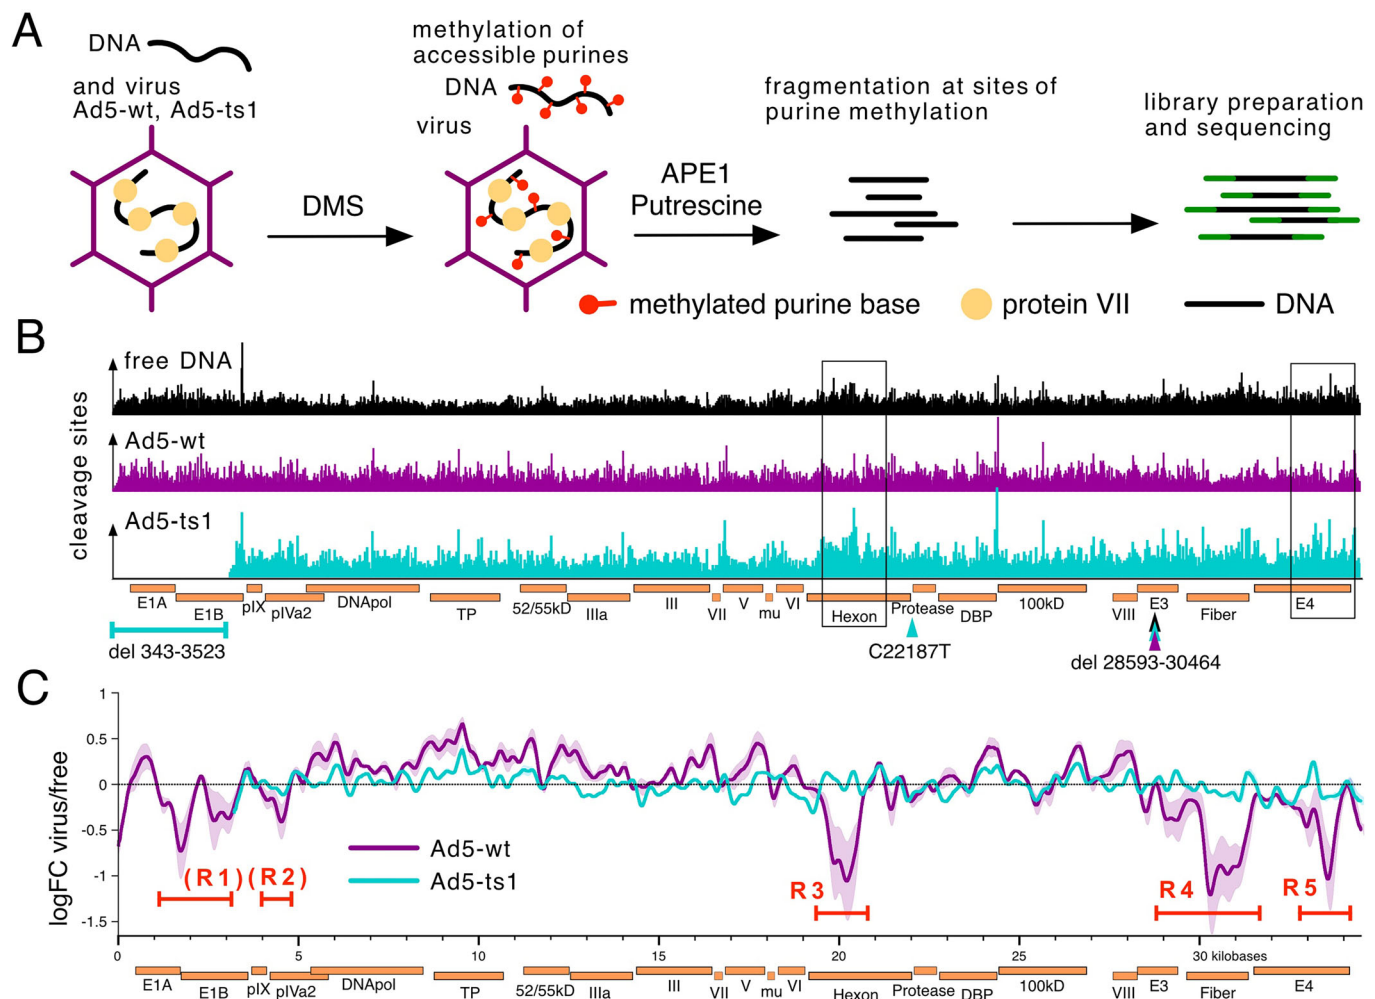 A
DNA
and virus
Ad5-wt, Ad5-ts1
DMS
methylation of
accessible purines
DNA
virus
APE1
Putrescine
fragmentation at sites of
purine methylation
library preparation
and sequencing
methylated purine base
protein VII
DNA
B
cleavage sites
free DNA
Ad5-wt
Ad5-ts1
E1A
E1B
pIX
pIVa2
DNApol
TP
52/55kD
IIIa
III
VII
V
mu
VI
Hexon
Protease
DBP
100kD
VIII
E3
Fiber
E4
del 343-3523
C22187T
del 28593-30464
C
logFC virus/free
1
0.5
0
-0.5
-1
-1.5
Ad5-wt
Ad5-ts1
(R1)
(R2)
R3
R4
R5
0
5
10
15
20
25
30 kilobases
E1A
E1B
pIX
pIVa2
DNApol
TP
52/55kD
IIIa
III
VII
V
mu
VI
Hexon
Protease
DBP
100kD
VIII
E3
Fiber
E4